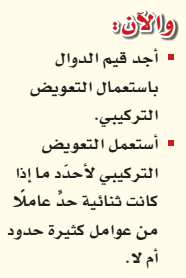 والآن:
▪ أجد قيم الدوال
باستعمال التعويض
التركيبي.
▪ أستعمل التعويض
التركيبي لأحدّد ما إذا
كانت ثنائية حدٍّ عاملًا
من عوامل كثيرة حدود
أم لا.